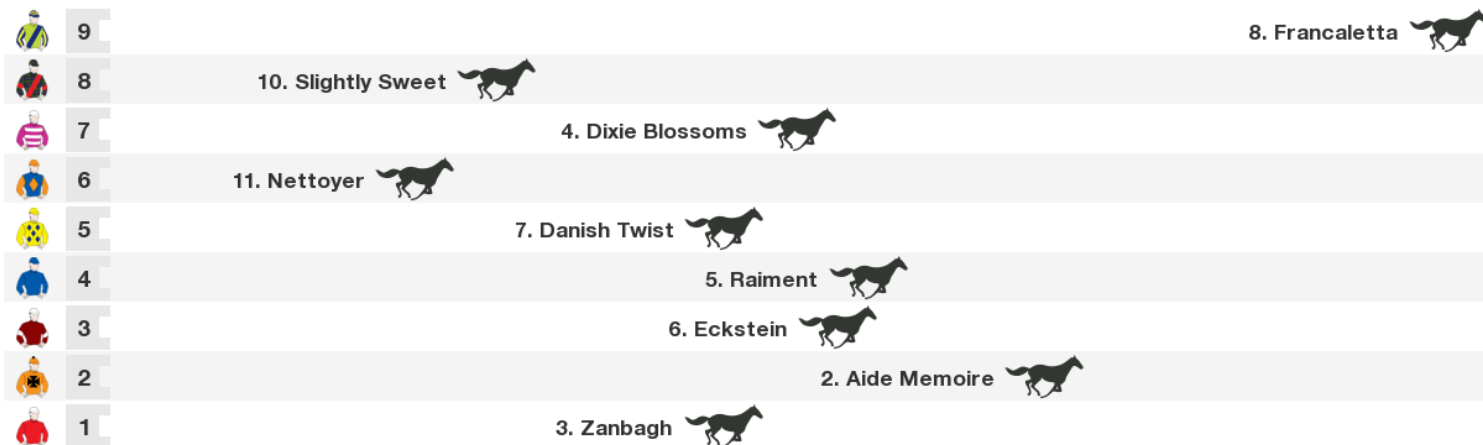 9 8. Francaletta
8 10. Slightly Sweet
7 4. Dixie Blossoms
6 11. Nettoyer
5 7. Danish Twist
4 5. Raiment
3 6. Eckstein
2 2. Aide Memoire
1 3. Zanbagh